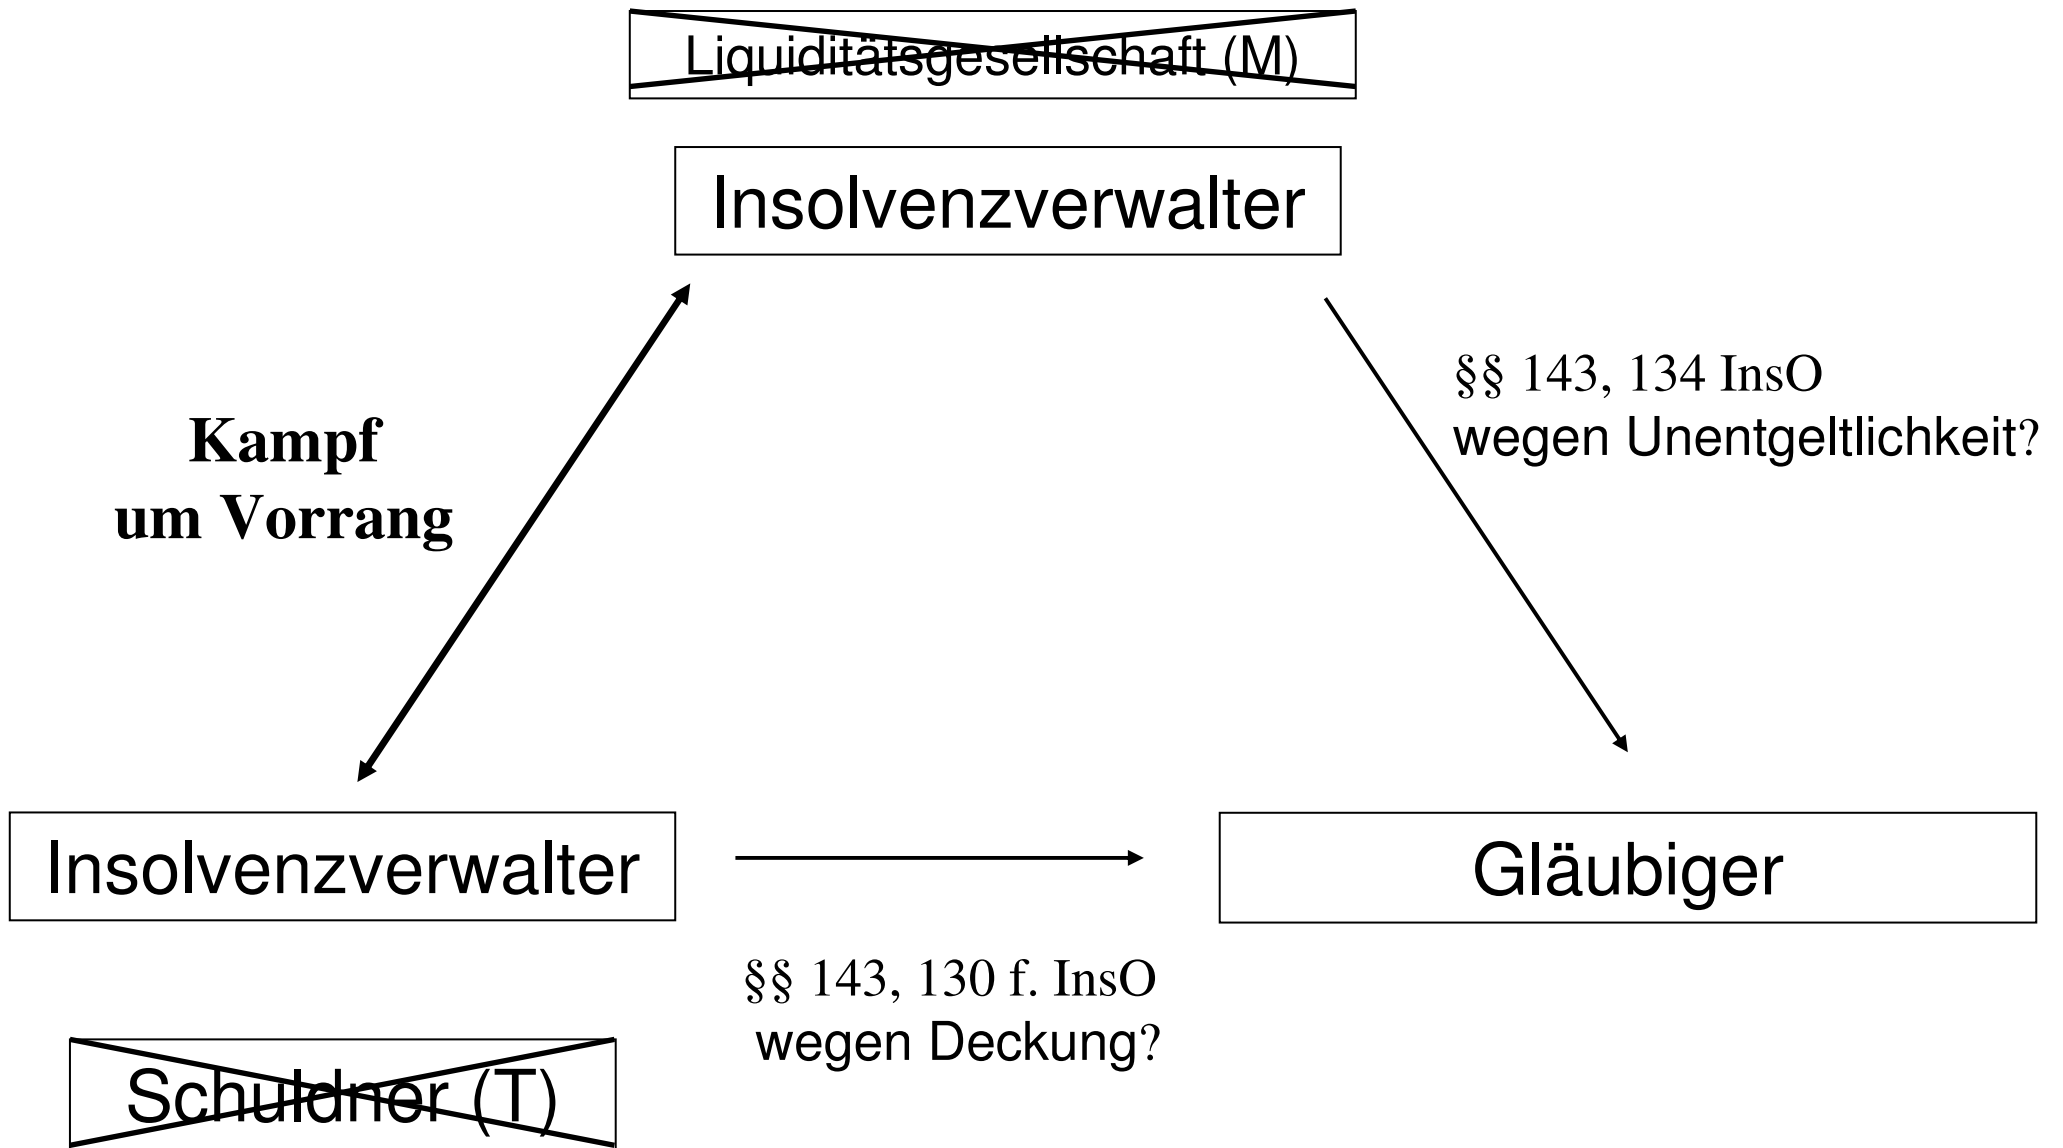 Liquiditätsgesellschaft (M)
Insolvenzverwalter
§§ 143, 134 InsO
wegen Unentgeltlichkeit?
Kampf
um Vorrang
Insolvenzverwalter
Gläubiger
§§ 143, 130 f. InsO
wegen Deckung?
Schuldner (T)